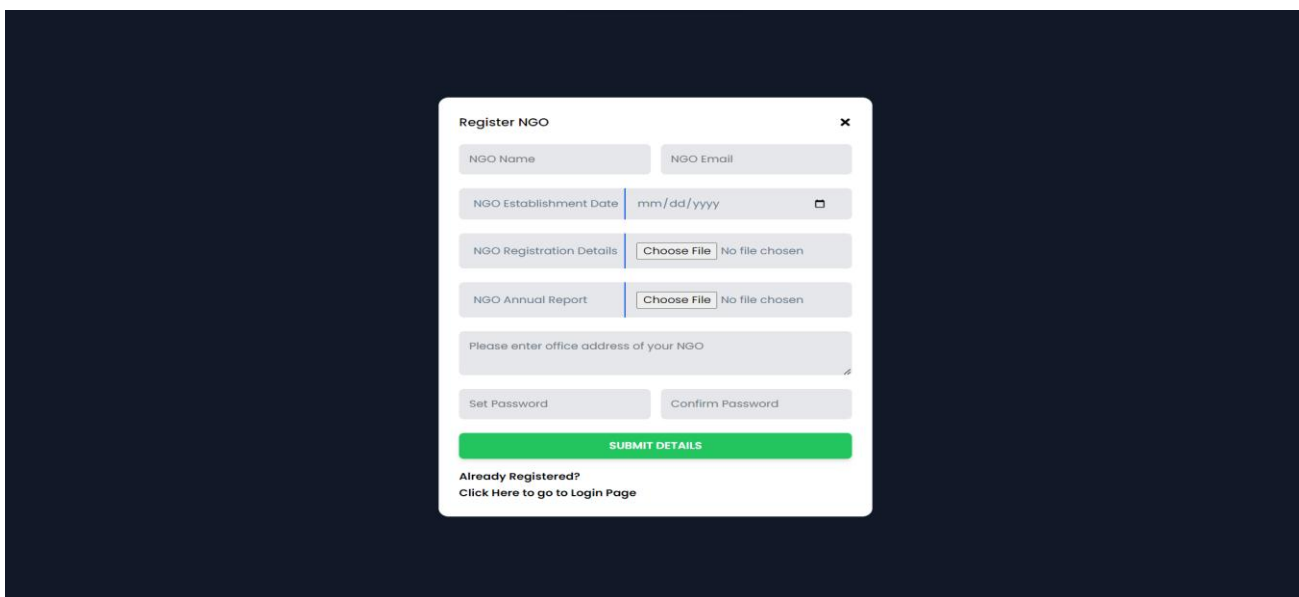 Register NGO
NGO Name NGO Email
NGO Establishment Date mm/dd/yyyy
NGO Registration Details Choose File No file chosen
NGO Annual Report Choose File No file chosen
Please enter office address of your NGO
Set Password Confirm Password
SUBMIT DETAILS
Already Registered?
Click Here to go to Login Page